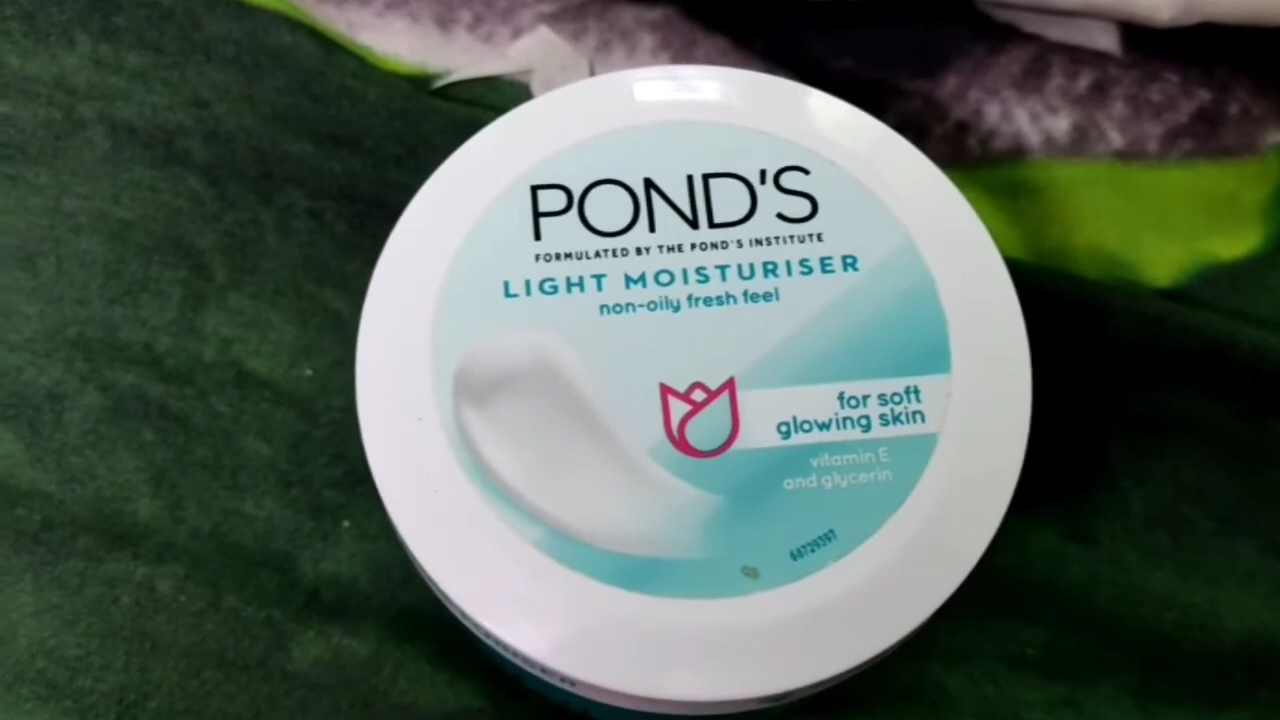 POND'S
FORMULATED BY THE POND'S INSTITUTE
LIGHT MOISTURISER
non-oily fresh feel
for soft
glowing skin
vitamin E
and glycerin